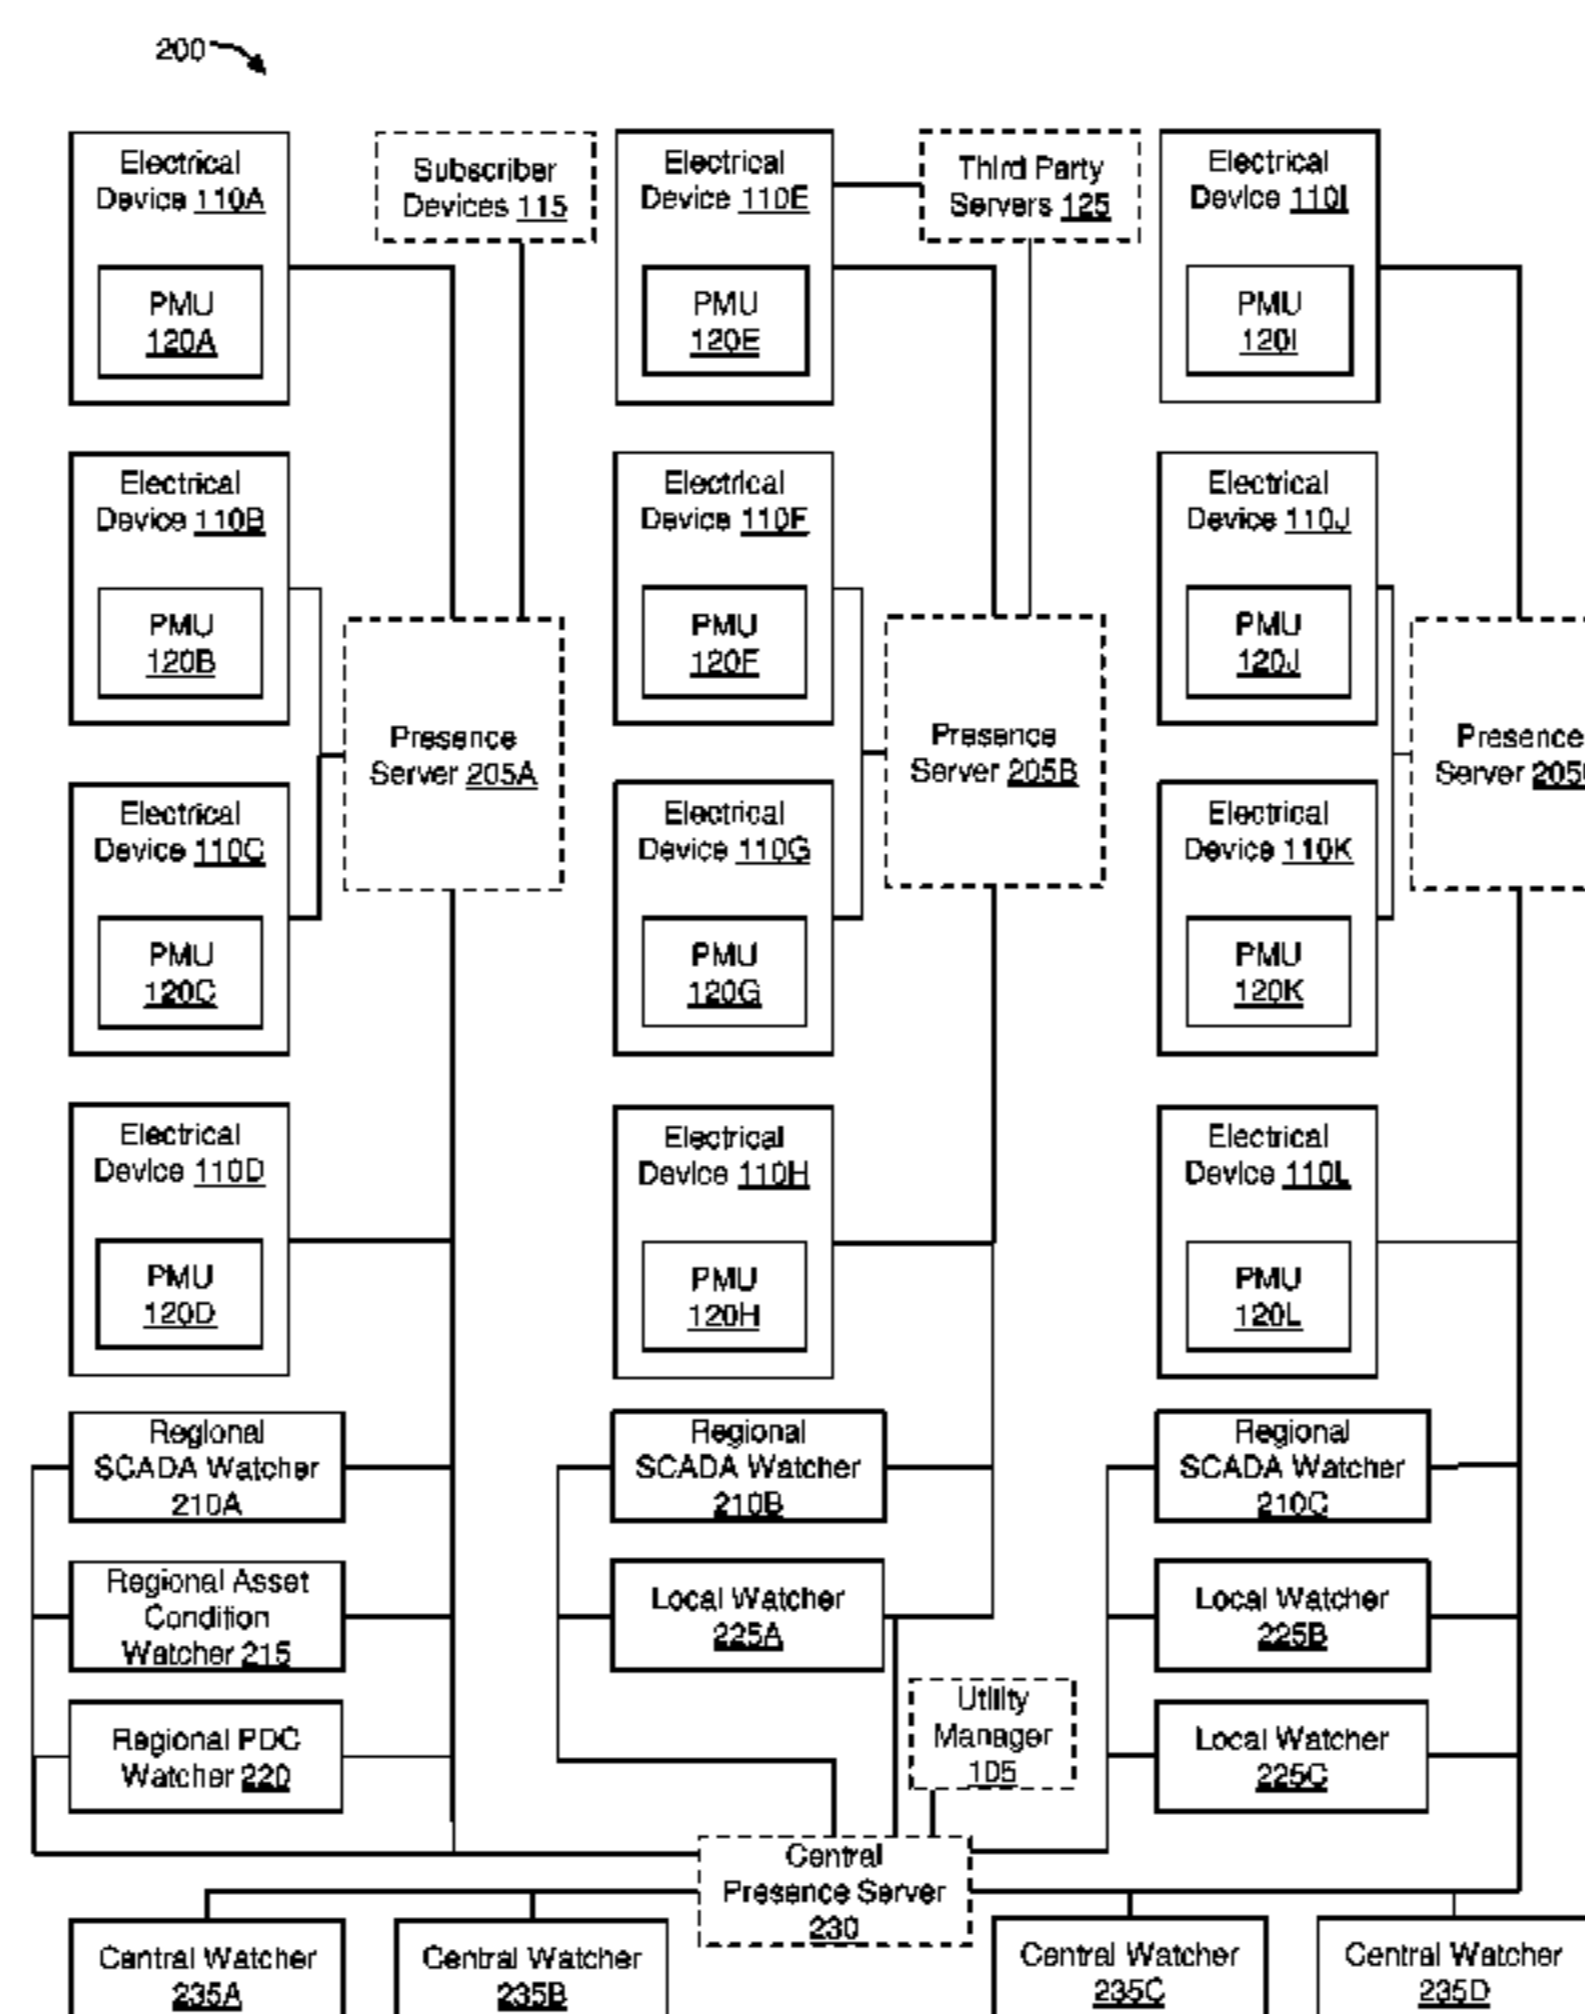 200
Electrical
Device 110A
PMU
120A
Subscriber
Devices 115
Electrical
Device 110E
PMU
120E
Third Party
Servers 125
Electrical
Device 110I
PMU
120I
Electrical
Device 110B
PMU
120B
Electrical
Device 110F
PMU
120F
Electrical
Device 110J
PMU
120J
Presence
Server 205A
Presence
Server 205B
Presence
Server 205
Electrical
Device 110C
PMU
120C
Electrical
Device 110G
PMU
120G
Electrical
Device 110K
PMU
120K
Electrical
Device 110D
PMU
120D
Electrical
Device 110H
PMU
120H
Electrical
Device 110L
PMU
120L
Regional
SCADA Watcher
210A
Regional
SCADA Watcher
210B
Regional
SCADA Watcher
210C
Regional Asset
Condition
Watcher 215
Local Watcher
225A
Local Watcher
225B
Regional PDC
Watcher 220
Utility
Manager
105
Local Watcher
225C
Central
Presence Server
230
Central Watcher
235A
Central Watcher
235B
Central Watcher
235C
Central Watcher
235D